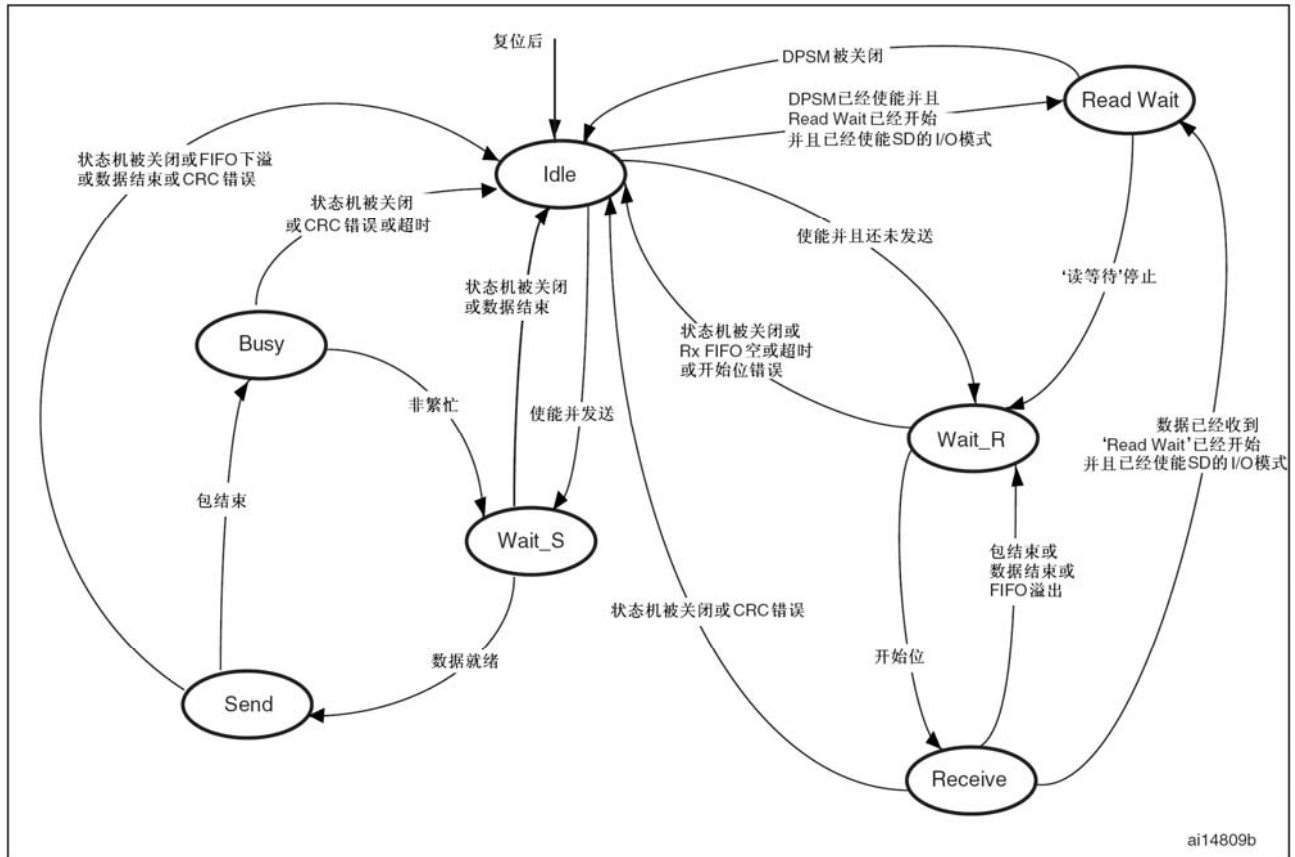 复位后
DPSM被关闭
Read Wait
DPSM已经使能并且
Read Wait已经开始
并且已经使能SD的I/O模式
状态机被关闭或FIFO下溢
或数据结束或CRC错误
Idle
状态机被关闭
或CRC错误或超时
使能并且还未发送
‘读等待’停止
状态机被关闭
或数据结束
Busy
状态机被关闭或
Rx FIFO空或超时
或开始位错误
非繁忙
使能并发送
Wait_R
数据已经收到
‘Read Wait’已经开始
并且已经使能SD的I/O模式
包结束
Wait_S
包结束或
数据结束或
FIFO溢出
状态机被关闭或CRC错误
开始位
数据就绪
Send
Receive
ai14809b